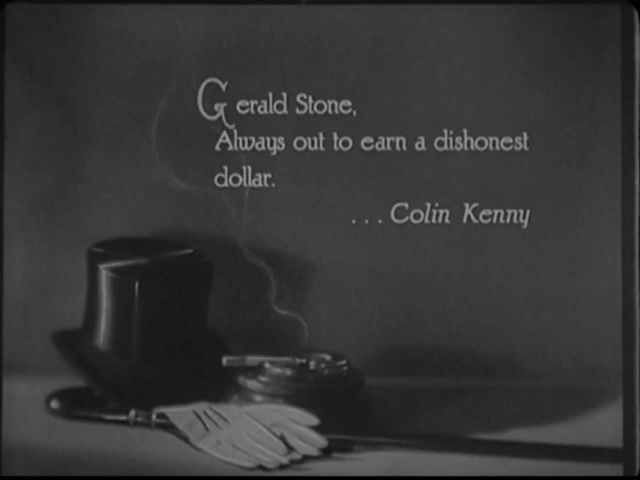 Gerald Stone,
Always out to earn a dishonest
dollar.
...Colin Kenny